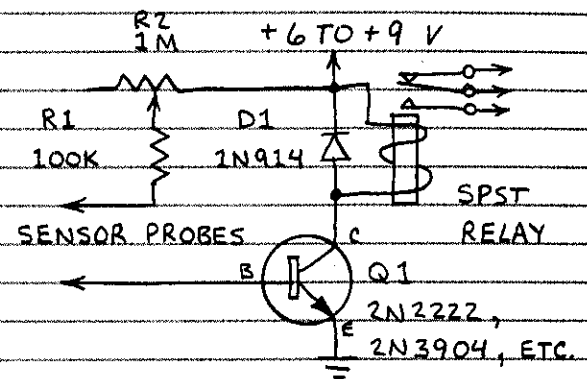 R2
1M
+6 TO +9 V
R1
100K
D1
1N914
SENSOR PROBES
SPST
RELAY
B
C
Q1
E
2N2222,
2N3904, ETC.